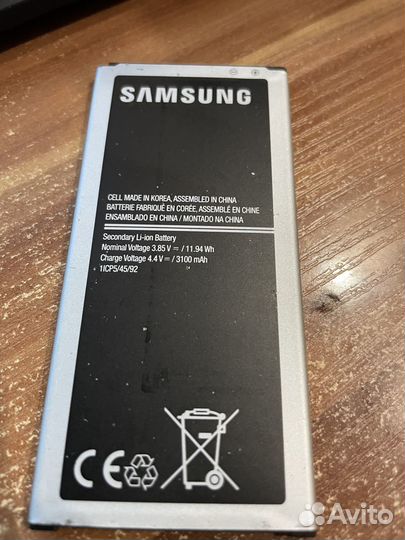 SAMSUNG
CELL MADE IN KOREA, ASSEMBLED IN CHINA
BATTERIE FABRIQUÉ EN CORÉE, ASSEMBLÉ EN CHINE
ENSAMBLADO EN CHINA / MONTADO NA CHINA
Secondary Li-ion Battery
Nominal Voltage 3.85 V⎓ / 11.94 Wh
Charge Voltage 4.4 V⎓ / 3100 mAh
1ICP5/45/92
CE
Avito